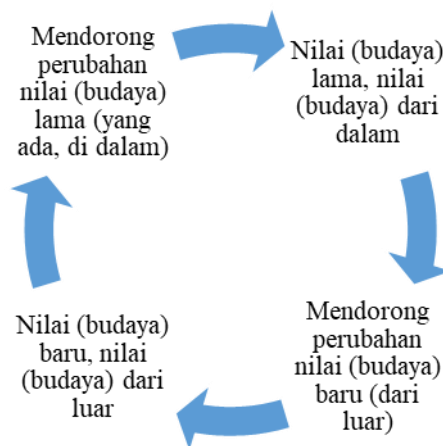 Mendorong
perubahan
nilai (budaya)
lama (yang
ada, di dalam)
Nilai (budaya)
lama, nilai
(budaya) dari
dalam
Mendorong
perubahan
nilai (budaya)
baru (dari
luar)
Nilai (budaya)
baru, nilai
(budaya) dari
luar